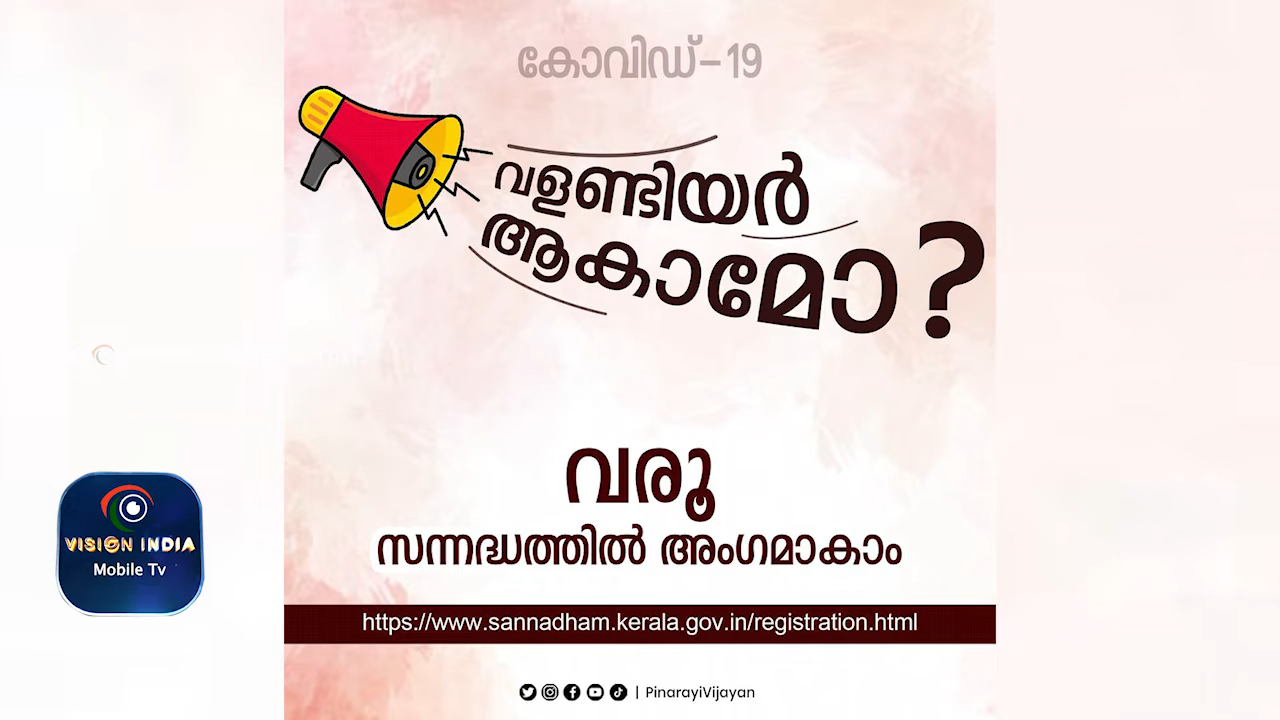 കോവിഡ്-19
വളണ്ടിയർ
ആകാമോ?
വരൂ
സന്നദ്ധത്തിൽ അംഗമാകാം
https://www.sannadham.kerala.gov.in/registration.html
| PinarayiVijayan
VISION INDIA
Mobile Tv